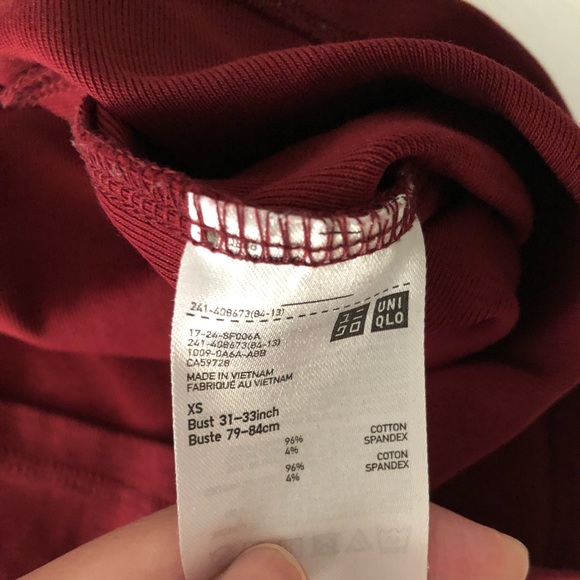 241-408673(84-13)
ユニ
クロ
UNI
QLO
17-24-SF006A
241-408673(84-13)
1009-0A6A-A8B
CA59728
MADE IN VIETNAM
FABRIQUÉ AU VIETNAM
XS
Bust 31–33inch
Buste 79–84cm
96% COTTON
4% SPANDEX
96% COTON
4% SPANDEX